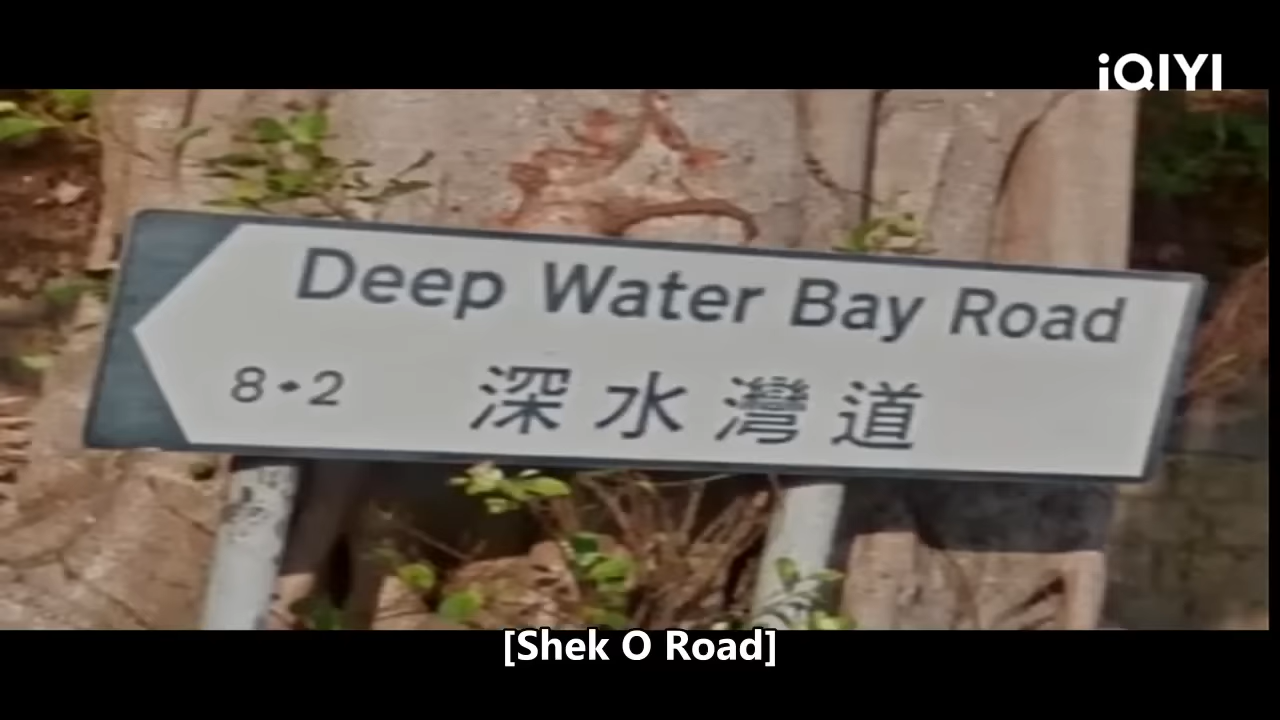 iQIYI
Deep Water Bay Road
8•2 深水灣道
[Shek O Road]